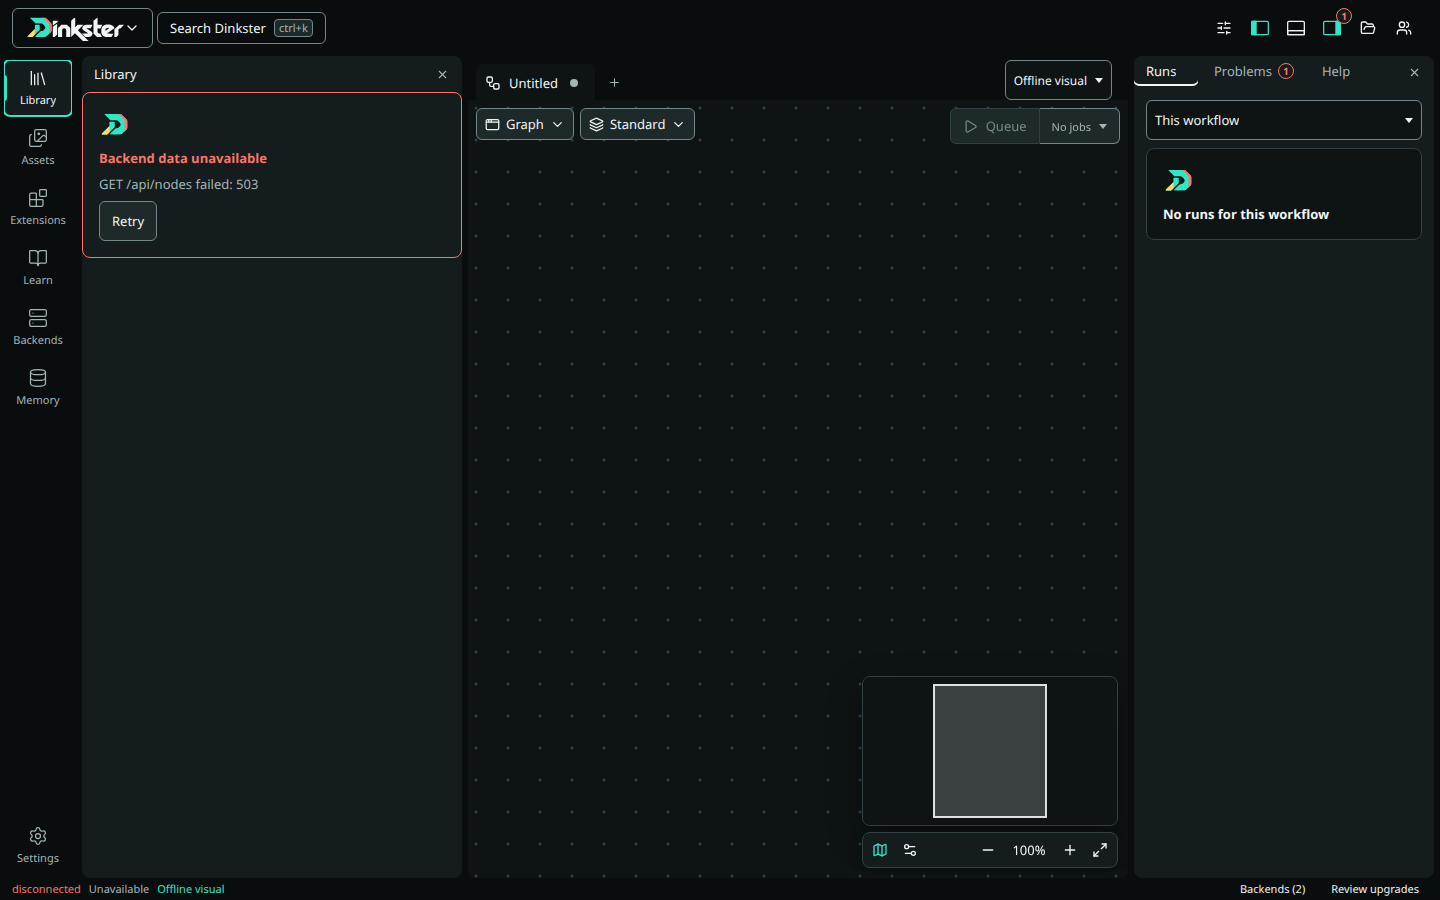 Dinkster
Search Dinkster ctrl+k
1
Library
Assets
Extensions
Learn
Backends
Memory
Settings
Library
Backend data unavailable
GET /api/nodes failed: 503
Retry
Untitled
Offline visual
Graph
Standard
Queue
No jobs
100%
Runs
Problems 1
Help
This workflow
No runs for this workflow
disconnected Unavailable Offline visual
Backends (2) Review upgrades